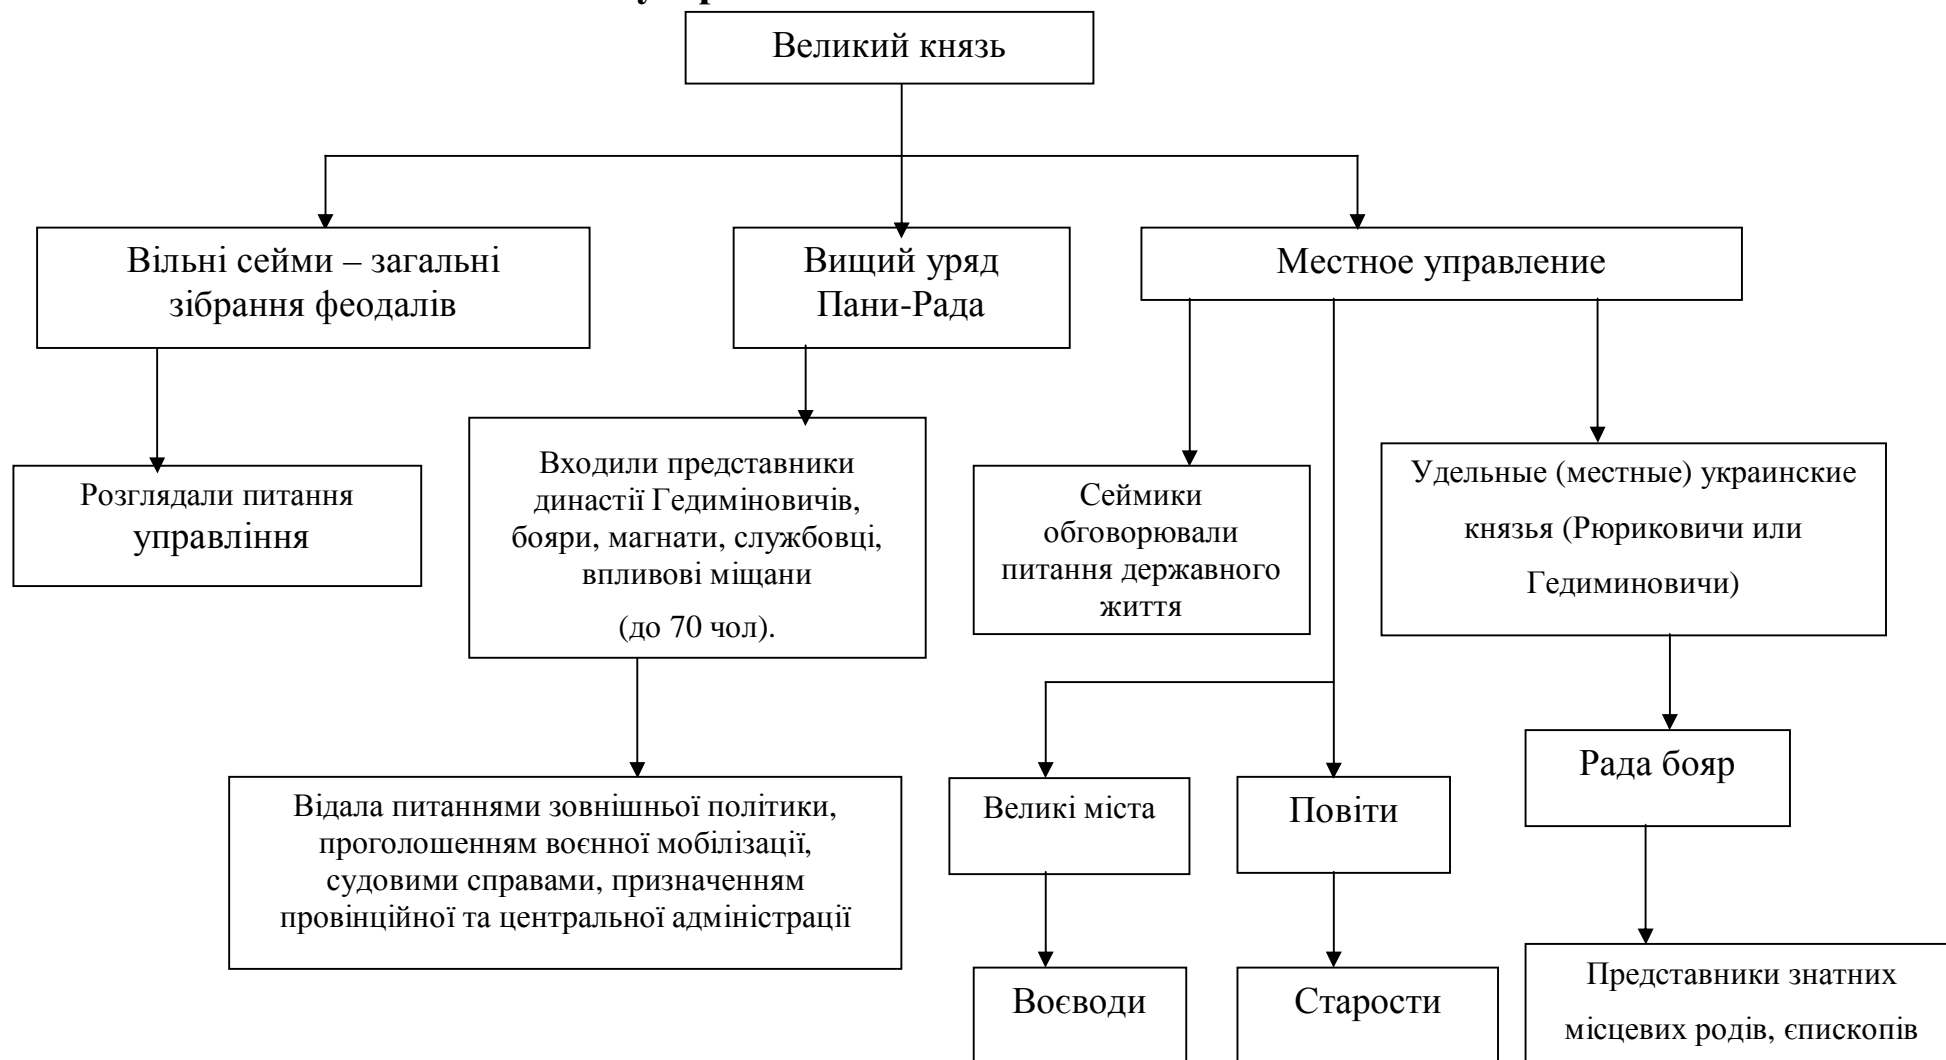 Великий князь
Вільні сейми – загальні
зібрання феодалів
Вищий уряд
Пани-Рада
Местное управление
Розглядали питання
управління
Входили представники
династії Гедиміновичів,
бояри, магнати, службовці,
впливові міщани
(до 70 чол).
Сеймики
обговорювали
питання державного
життя
Удельные (местные) украинские
князья (Рюриковичи или
Гедиминовичи)
Відала питаннями зовнішньої політики,
проголошенням воєнної мобілізації,
судовими справами, призначенням
провінційної та центральної адміністрації
Великі міста
Повіти
Рада бояр
Воєводи
Старости
Представники знатних
місцевих родів, єпископів